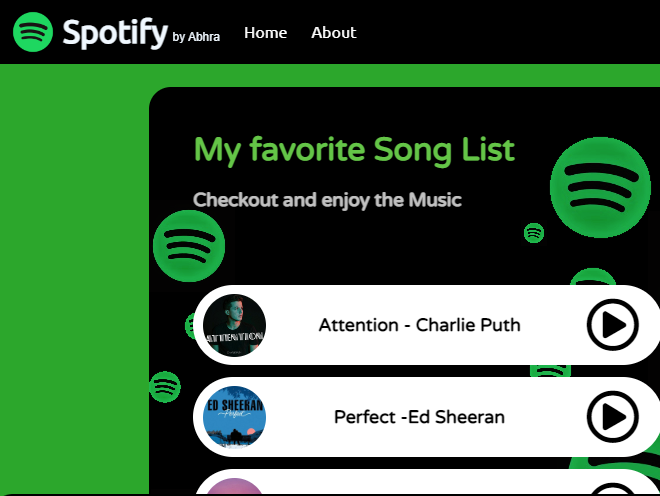 Spotify by Abhra Home About
My favorite Song List
Checkout and enjoy the Music
ATTENTION
Attention - Charlie Puth
ED SHEERAN
Perfect
Perfect -Ed Sheeran